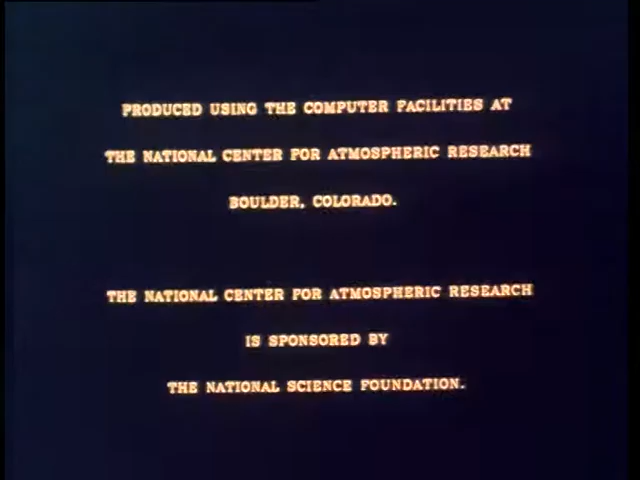 PRODUCED USING THE COMPUTER FACILITIES AT
THE NATIONAL CENTER FOR ATMOSPHERIC RESEARCH
BOULDER, COLORADO.
THE NATIONAL CENTER FOR ATMOSPHERIC RESEARCH
IS SPONSORED BY
THE NATIONAL SCIENCE FOUNDATION.